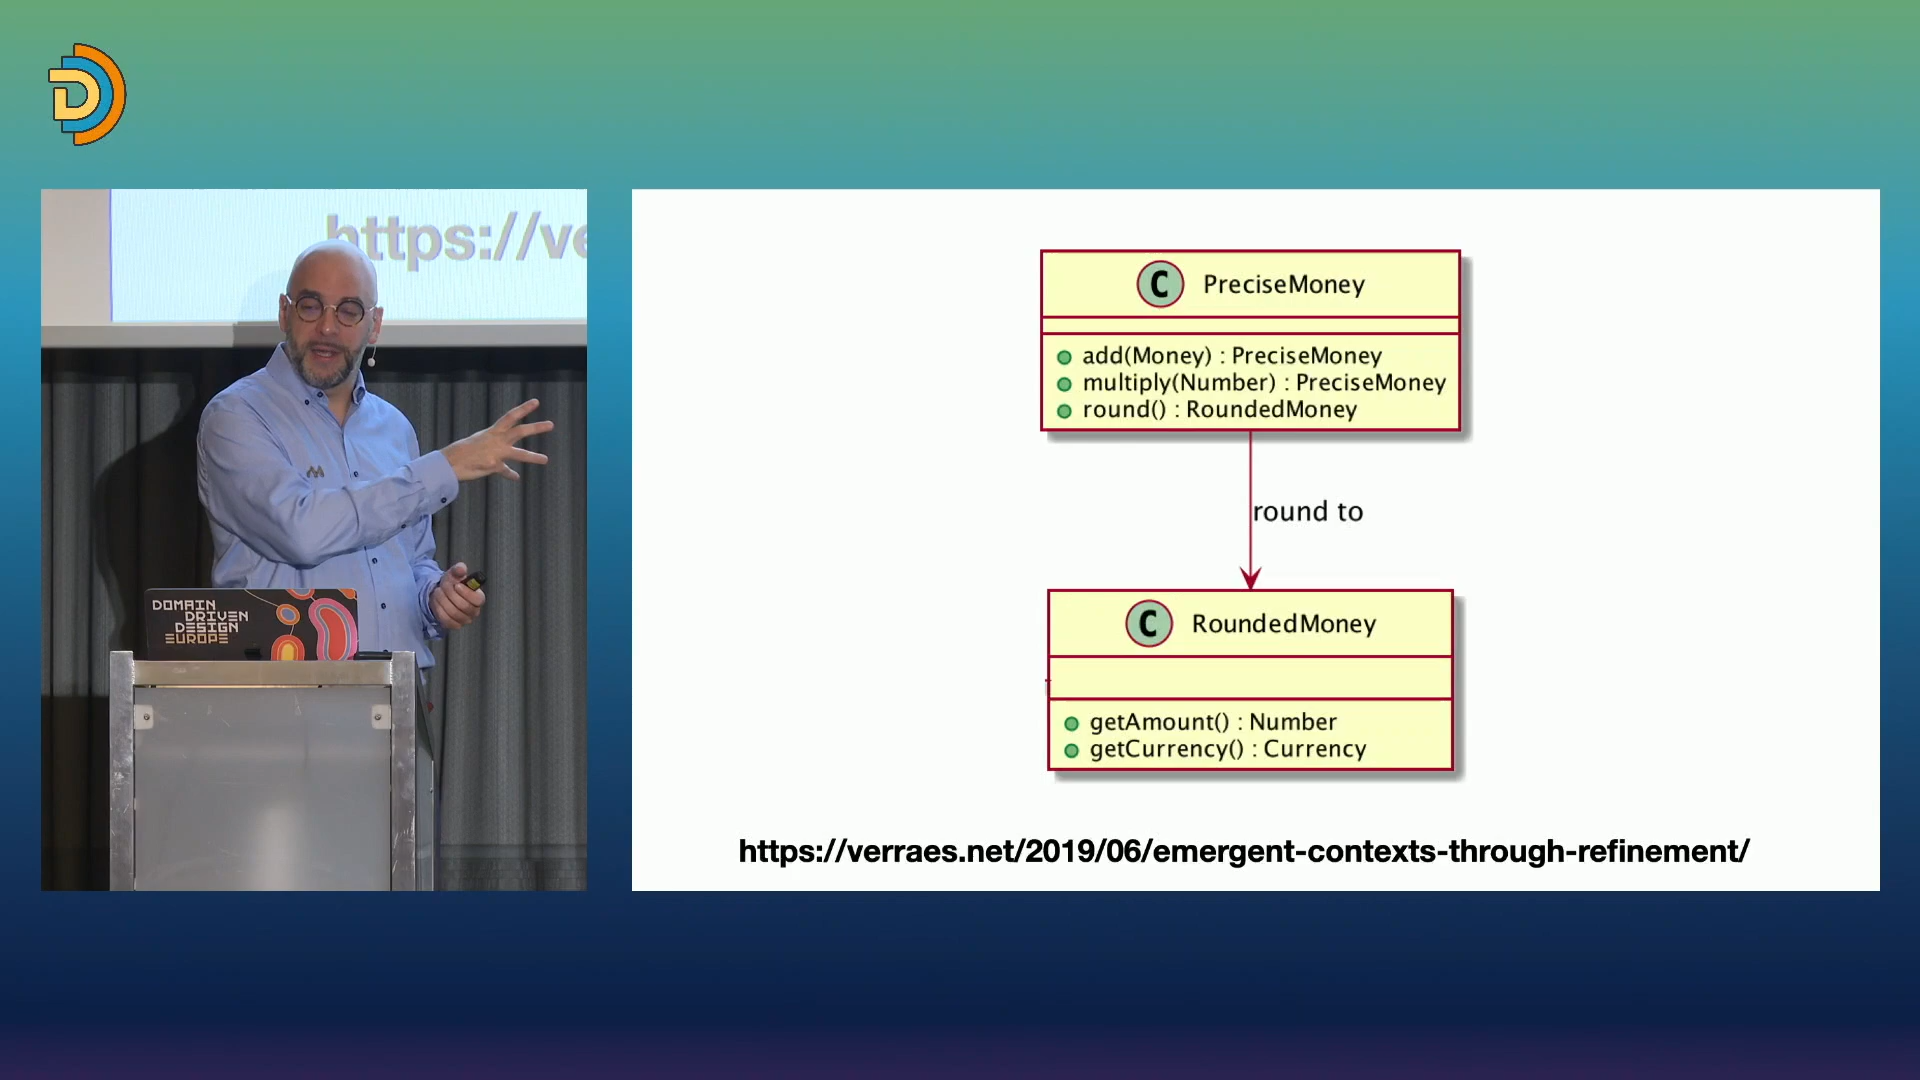 D
https://ve
DOMAIN
DRIVEN
DESIGN
EUROPE
C PreciseMoney
add(Money) : PreciseMoney
multiply(Number) : PreciseMoney
round() : RoundedMoney
round to
C RoundedMoney
getAmount() : Number
getCurrency() : Currency
https://verraes.net/2019/06/emergent-contexts-through-refinement/